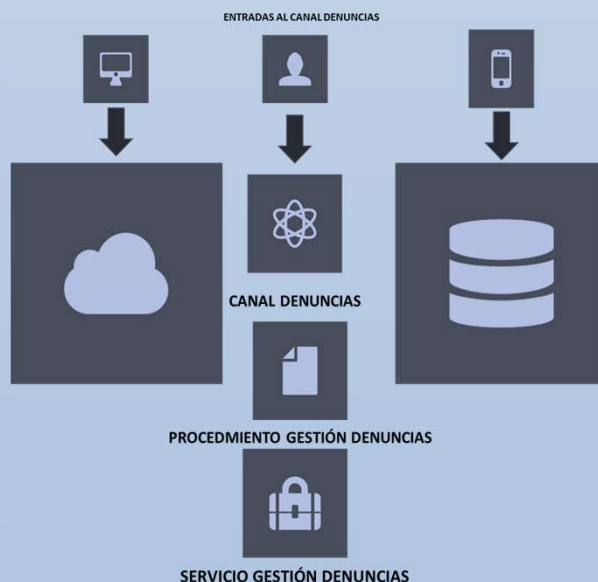 ENTRADAS AL CANAL DENUNCIAS
CANAL DENUNCIAS
PROCEDMIENTO GESTIÓN DENUNCIAS
SERVICIO GESTIÓN DENUNCIAS